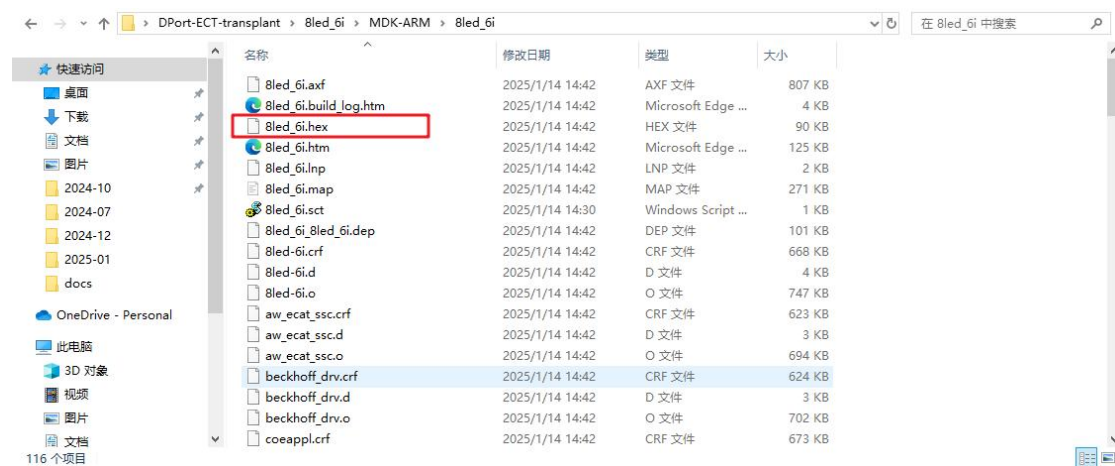 DPort-ECT-transplant > 8led_6i > MDK-ARM > 8led_6i
在 8led_6i 中搜索
快速访问
桌面
下载
文档
图片
2024-10
2024-07
2024-12
2025-01
docs
OneDrive - Personal
此电脑
3D 对象
视频
图片
文档
名称 修改日期 类型 大小
8led_6i.axf 2025/1/14 14:42 AXF 文件 807 KB
8led_6i.build_log.htm 2025/1/14 14:42 Microsoft Edge ... 4 KB
8led_6i.hex 2025/1/14 14:42 HEX 文件 90 KB
8led_6i.htm 2025/1/14 14:42 Microsoft Edge ... 125 KB
8led_6i.lnp 2025/1/14 14:42 LNP 文件 2 KB
8led_6i.map 2025/1/14 14:42 MAP 文件 271 KB
8led_6i.sct 2025/1/14 14:30 Windows Script ... 1 KB
8led_6i_8led_6i.dep 2025/1/14 14:42 DEP 文件 101 KB
8led-6i.crf 2025/1/14 14:42 CRF 文件 668 KB
8led-6i.d 2025/1/14 14:42 D 文件 4 KB
8led-6i.o 2025/1/14 14:42 O 文件 747 KB
aw_ecat_ssc.crf 2025/1/14 14:42 CRF 文件 623 KB
aw_ecat_ssc.d 2025/1/14 14:42 D 文件 3 KB
aw_ecat_ssc.o 2025/1/14 14:42 O 文件 694 KB
beckhoff_drv.crf 2025/1/14 14:42 CRF 文件 624 KB
beckhoff_drv.d 2025/1/14 14:42 D 文件 3 KB
beckhoff_drv.o 2025/1/14 14:42 O 文件 702 KB
coeappl.crf 2025/1/14 14:42 CRF 文件 673 KB
116 个项目